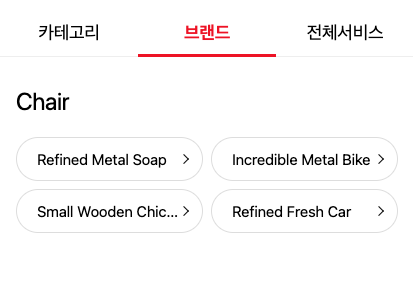 카테고리 브랜드 전체서비스
Chair
Refined Metal Soap Incredible Metal Bike
Small Wooden Chic... Refined Fresh Car